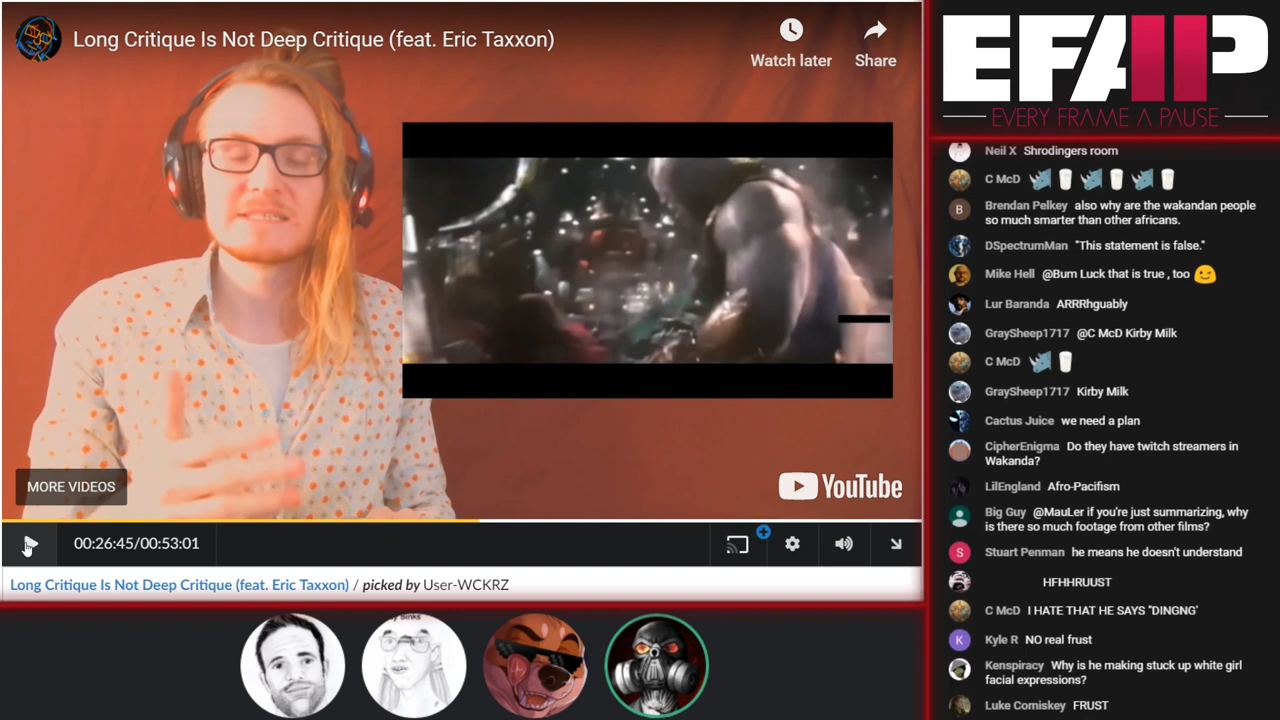 Long Critique Is Not Deep Critique (feat. Eric Taxxon)
Watch later
Share
MORE VIDEOS
YouTube
00:26:45/00:53:01
Long Critique Is Not Deep Critique (feat. Eric Taxxon) / picked by User-WCKRZ
EFAP
EVERY FRAME A PAUSE
Neil X Shrodingers room
C McD
Brendan Pelkey also why are the wakandan people
so much smarter than other africans.
DSpectrumMan "This statement is false."
Mike Hell @Bum Luck that is true , too
Lur Baranda ARRRhguably
GraySheep1717 @C McD Kirby Milk
C McD
GraySheep1717 Kirby Milk
Cactus Juice we need a plan
CipherEnigma Do they have twitch streamers in
Wakanda?
LilEngland Afro-Pacifism
Big Guy @MauLer if you're just summarizing, why
is there so much footage from other films?
Stuart Penman he means he doesn't understand
HFHHRUUST
C McD I HATE THAT HE SAYS "DINGNG'
Kyle R NO real frust
Kenspiracy Why is he making stuck up white girl
facial expressions?
Luke Comiskey FRUST